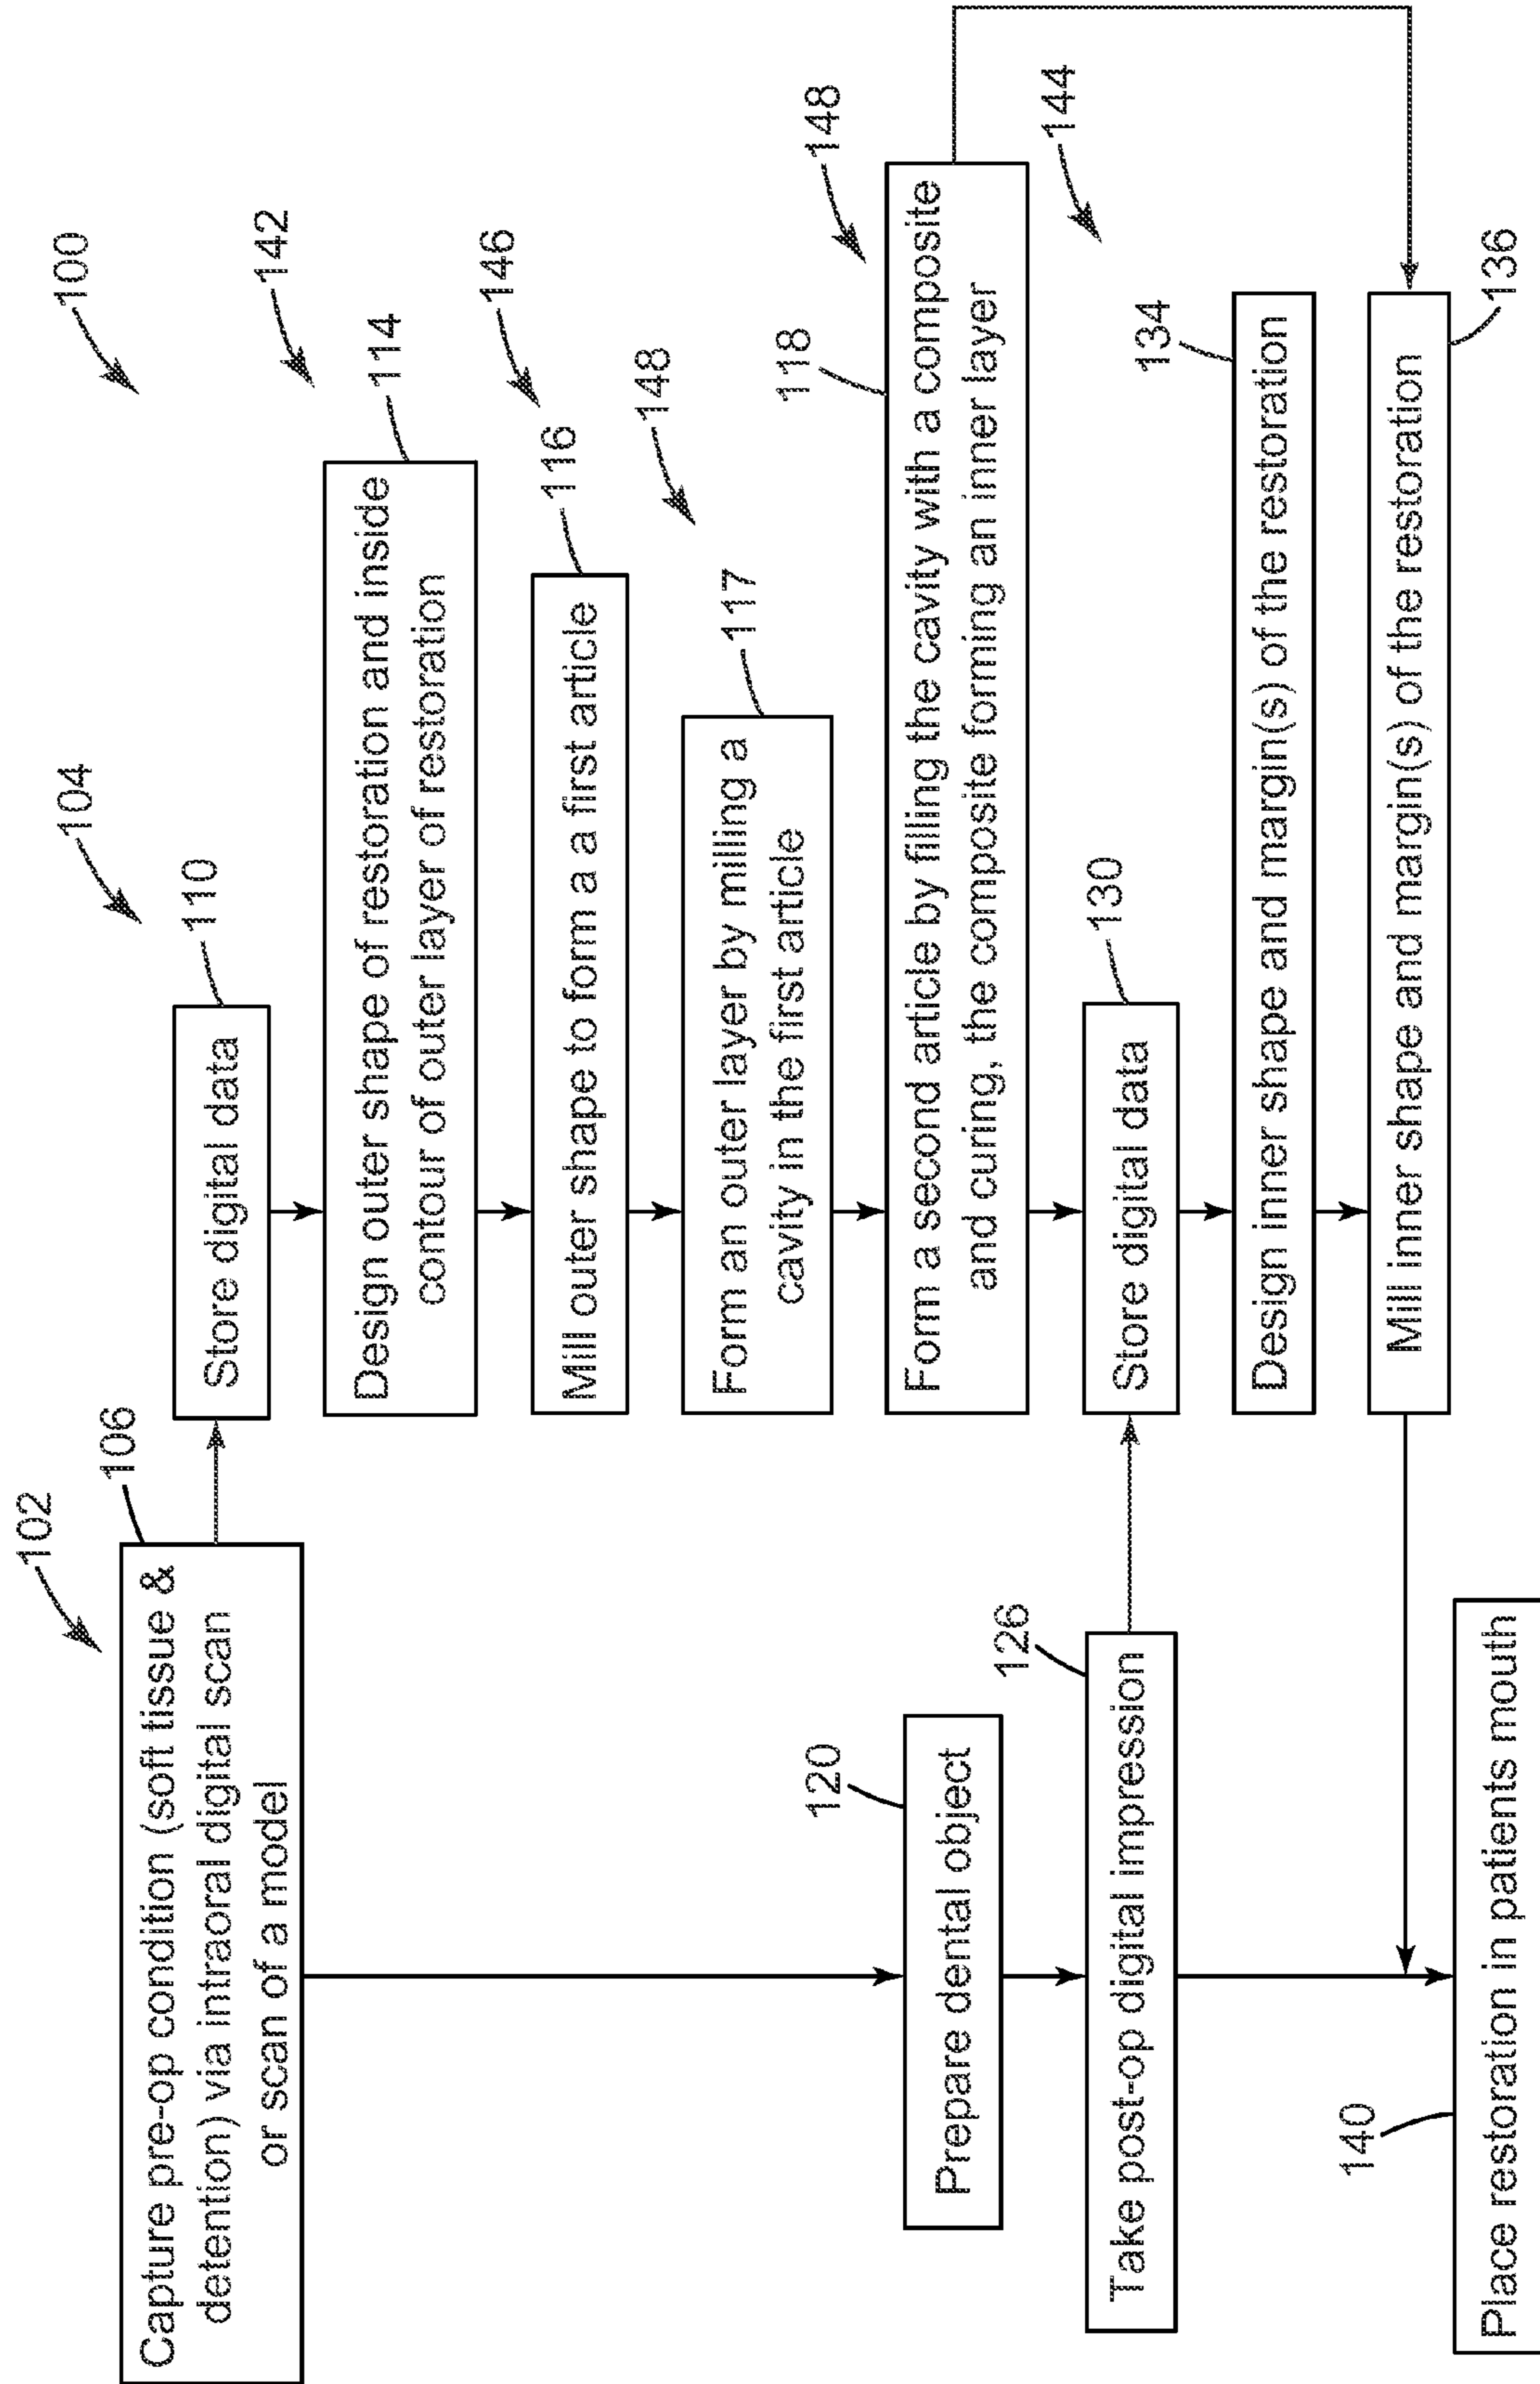 100
102
104
106
Capture pre-op condition (soft tissue &
detention) via intraoral digital scan
or scan of a model
110
Store digital data
142
114
Design outer shape of restoration and inside
contour of outer layer of restoration
146
116
Mill outer shape to form a a first article
148
117
Form an outer layer by milling a
cavity in the first article
148
118
Form a second article by filling the cavity with a composite
and curing, the composite forming an inner layer
120
Prepare dental object
126
Take post-op digital impression
130
Store digital data
144
134
Design inner shape and margin(s) of the restoration
136
Mill inner shape and margin(s) of the restoration
140
Place restoration in patients mouth